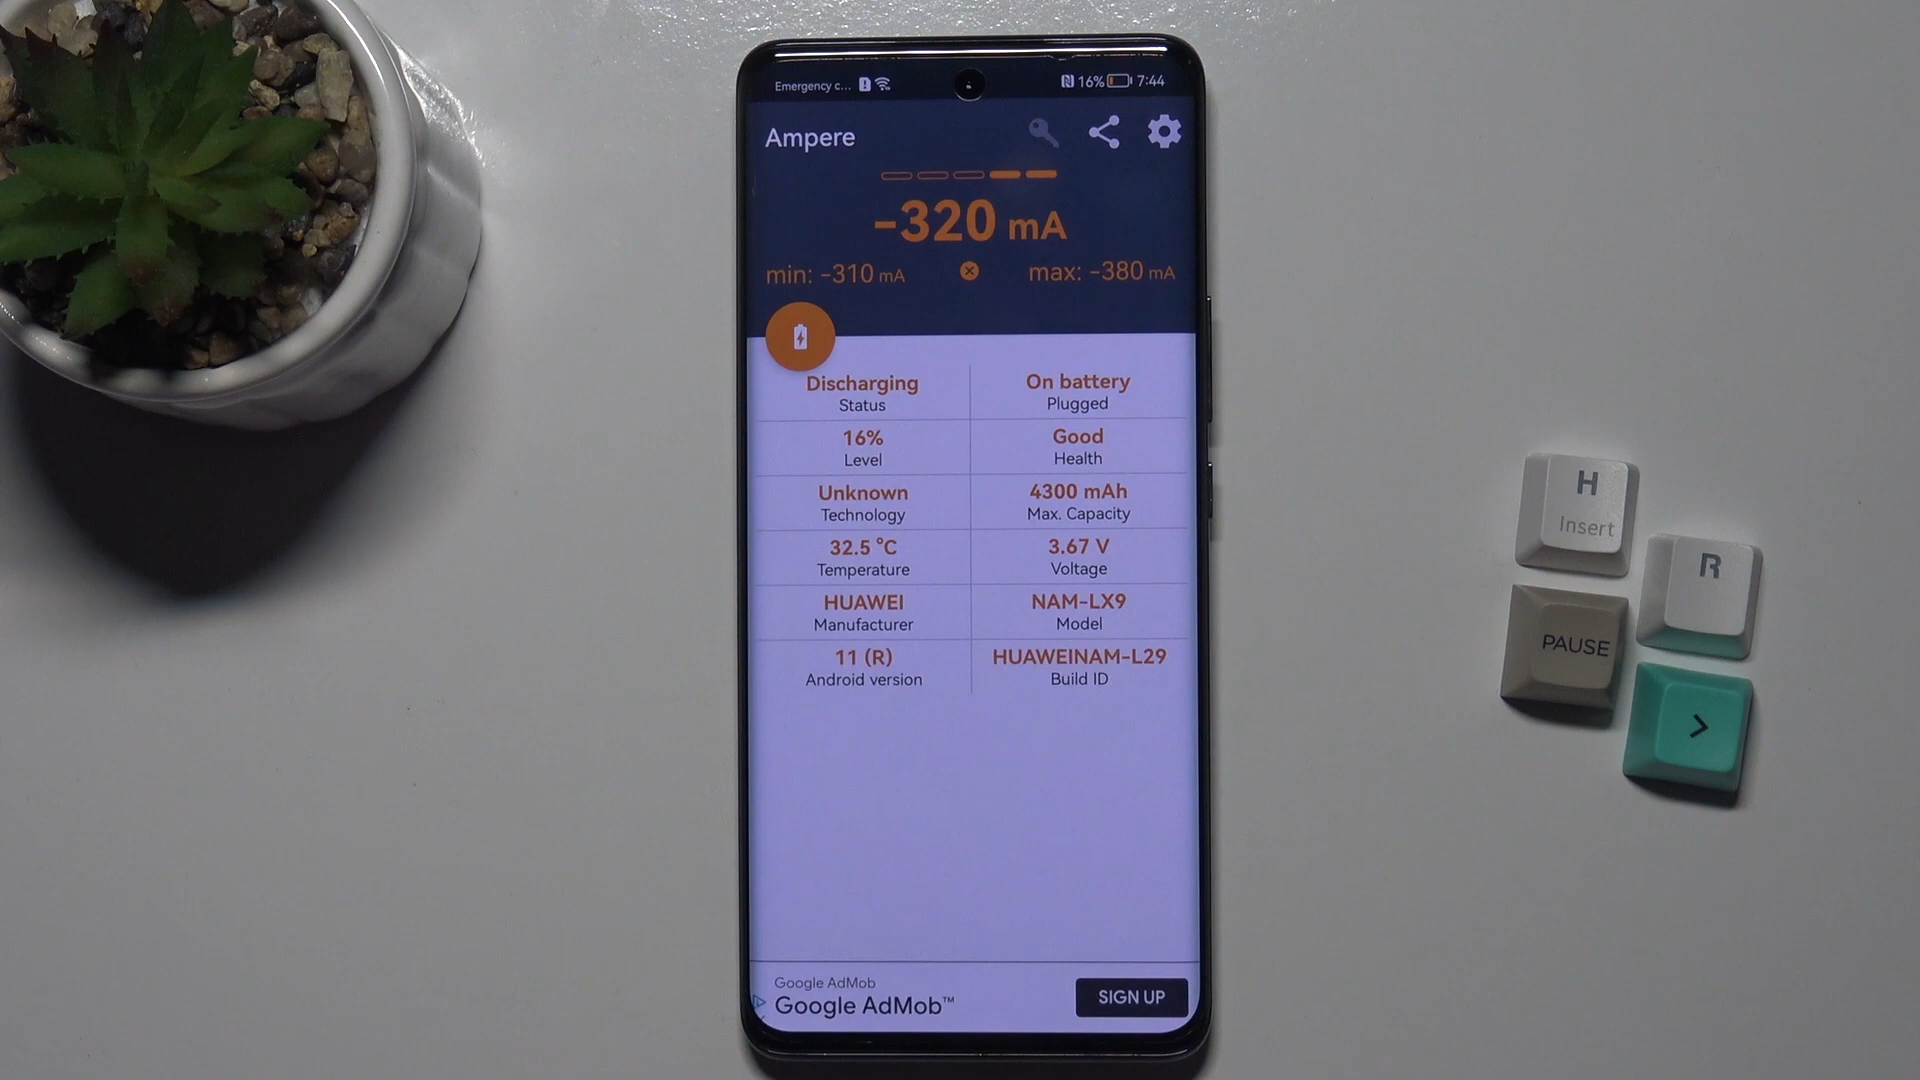 Emergency c... 16% 7:44
Ampere
-320 mA
min: -310 mA max: -380 mA
Discharging On battery
Status Plugged
16% Good
Level Health
Unknown 4300 mAh
Technology Max. Capacity
32.5 °C 3.67 V
Temperature Voltage
HUAWEI NAM-LX9
Manufacturer Model
11 (R) HUAWEINAM-L29
Android version Build ID
Google AdMob
Google AdMob™
SIGN UP
H
Insert
R
PAUSE
>